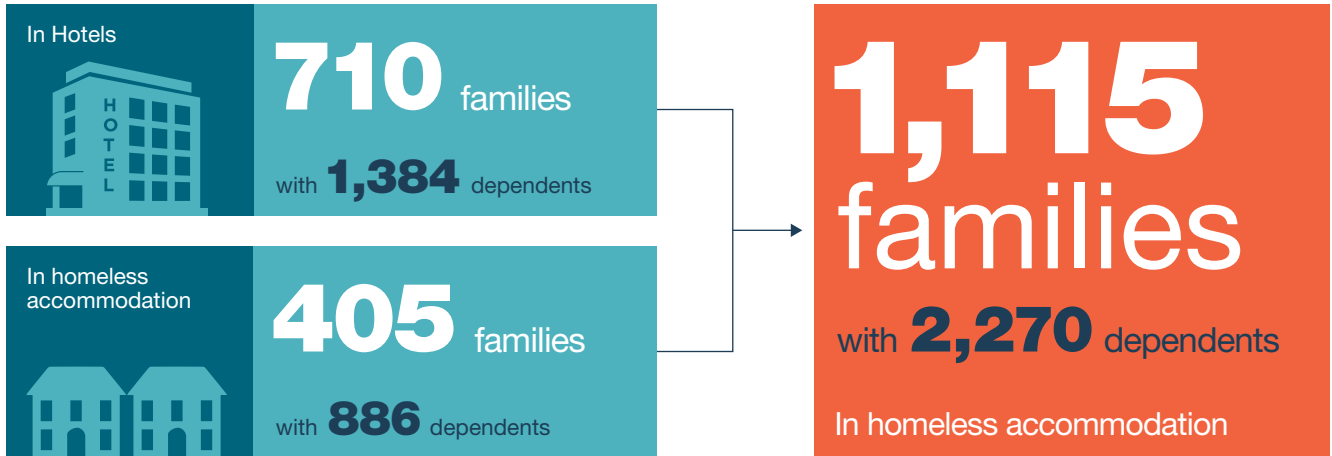 In Hotels
HOTEL
710 families
with 1,384 dependents
In homeless
accommodation
405 families
with 886 dependents
1,115
families
with 2,270 dependents
In homeless accommodation